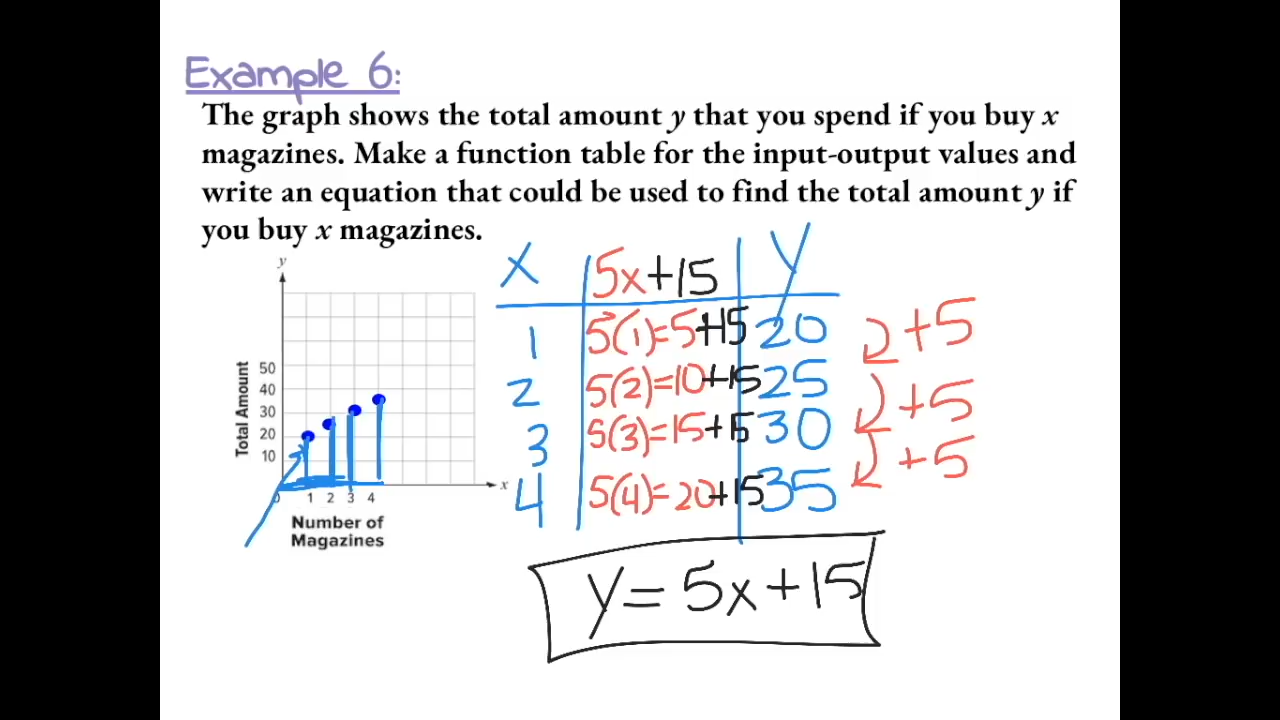 Example 6:
The graph shows the total amount y that you spend if you buy x
magazines. Make a function table for the input-output values and
write an equation that could be used to find the total amount y if
you buy x magazines.
x 5x+15 y
1 5(1)=5+15 20
2 5(2)=10+15 25
3 5(3)=15+15 30
4 5(4)=20+15 35
+5
+5
+5
y
Total Amount
50
40
30
20
10
0 1 2 3 4 x
Number of
Magazines
y=5x+15